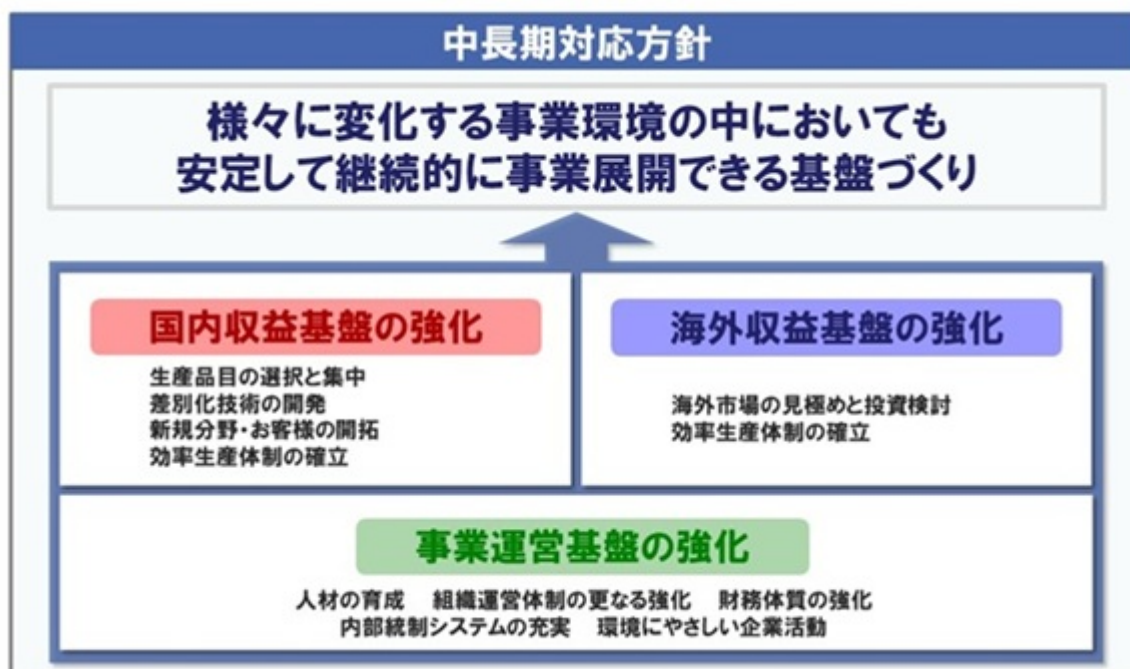 中長期対応方針
様々に変化する事業環境の中においても
安定して継続的に事業展開できる基盤づくり
国内収益基盤の強化
生産品目の選択と集中
差別化技術の開発
新規分野・お客様の開拓
効率生産体制の確立
海外収益基盤の強化
海外市場の見極めと投資検討
効率生産体制の確立
事業運営基盤の強化
人材の育成　組織運営体制の更なる強化　財務体質の強化
内部統制システムの充実　環境にやさしい企業活動